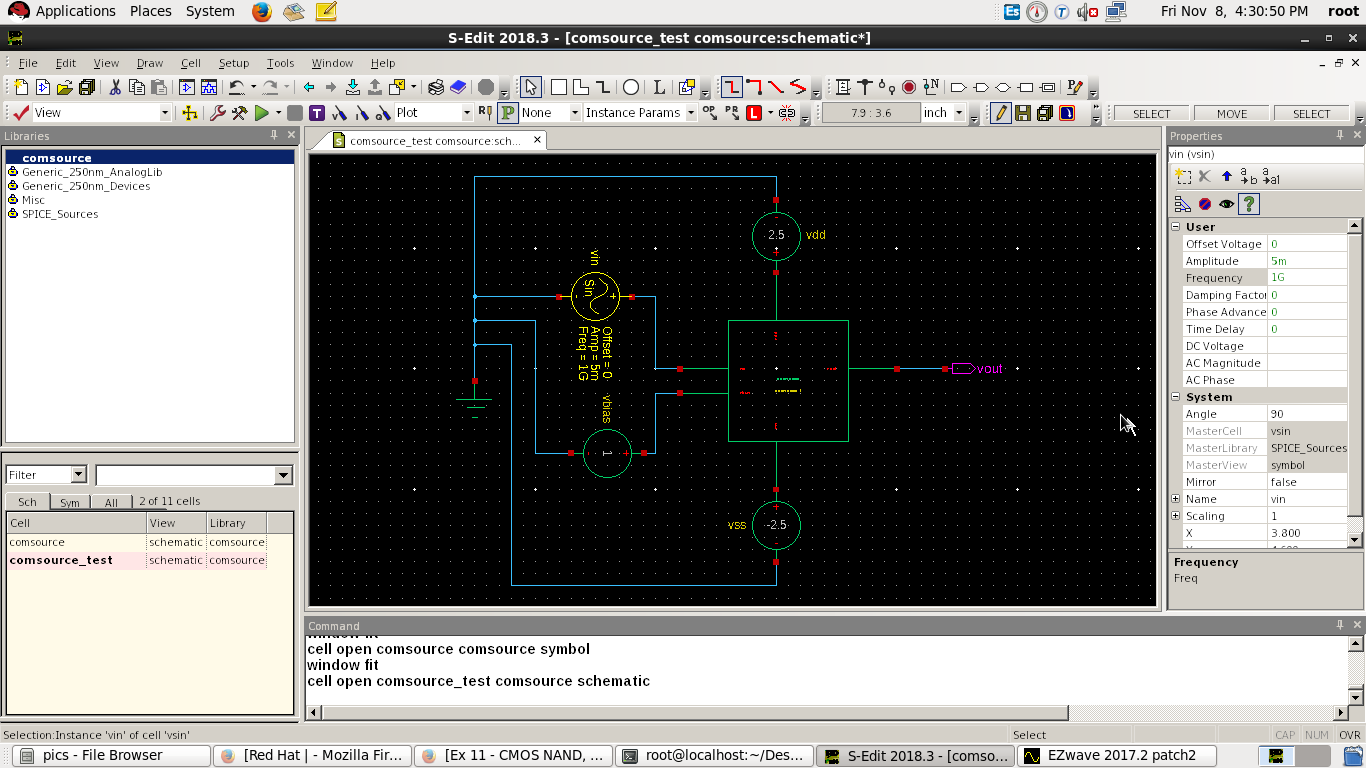 Applications Places System
Fri Nov 8, 4:30:50 PM root
S-Edit 2018.3 - [comsource_test comsource:schematic*]
File Edit View Draw Cell Setup Tools Window Help
View
Plot
None
Instance Params
7.9 : 3.6
inch
SELECT MOVE SELECT
Libraries
comsource
Generic_250nm_AnalogLib
Generic_250nm_Devices
Misc
SPICE_Sources
Filter
Sch Sym All 2 of 11 cells
Cell View Library
comsource schematic comsource
comsource_test schematic comsource
comsource_test comsource:sch...
2.5 vdd
vin
Sin
Offset = 0
Amp = 5m
Freq = 1G
vbias
1
vout
vss -2.5
Properties
vin (vsin)
User
Offset Voltage 0
Amplitude 5m
Frequency 1G
Damping Factor 0
Phase Advance 0
Time Delay 0
DC Voltage
AC Magnitude
AC Phase
System
Angle 90
MasterCell vsin
MasterLibrary SPICE_Sources
MasterView symbol
Mirror false
Name vin
Scaling 1
X 3.800
Frequency
Freq
Command
window fit
cell open comsource comsource symbol
window fit
cell open comsource_test comsource schematic
Selection:Instance 'vin' of cell 'vsin'
Select
CAP NUM OVR
pics - File Browser
[Red Hat | - Mozilla Fir...
[Ex 11 - CMOS NAND, ...
root@localhost:~/Des...
S-Edit 2018.3 - [comso...
EZwave 2017.2 patch2